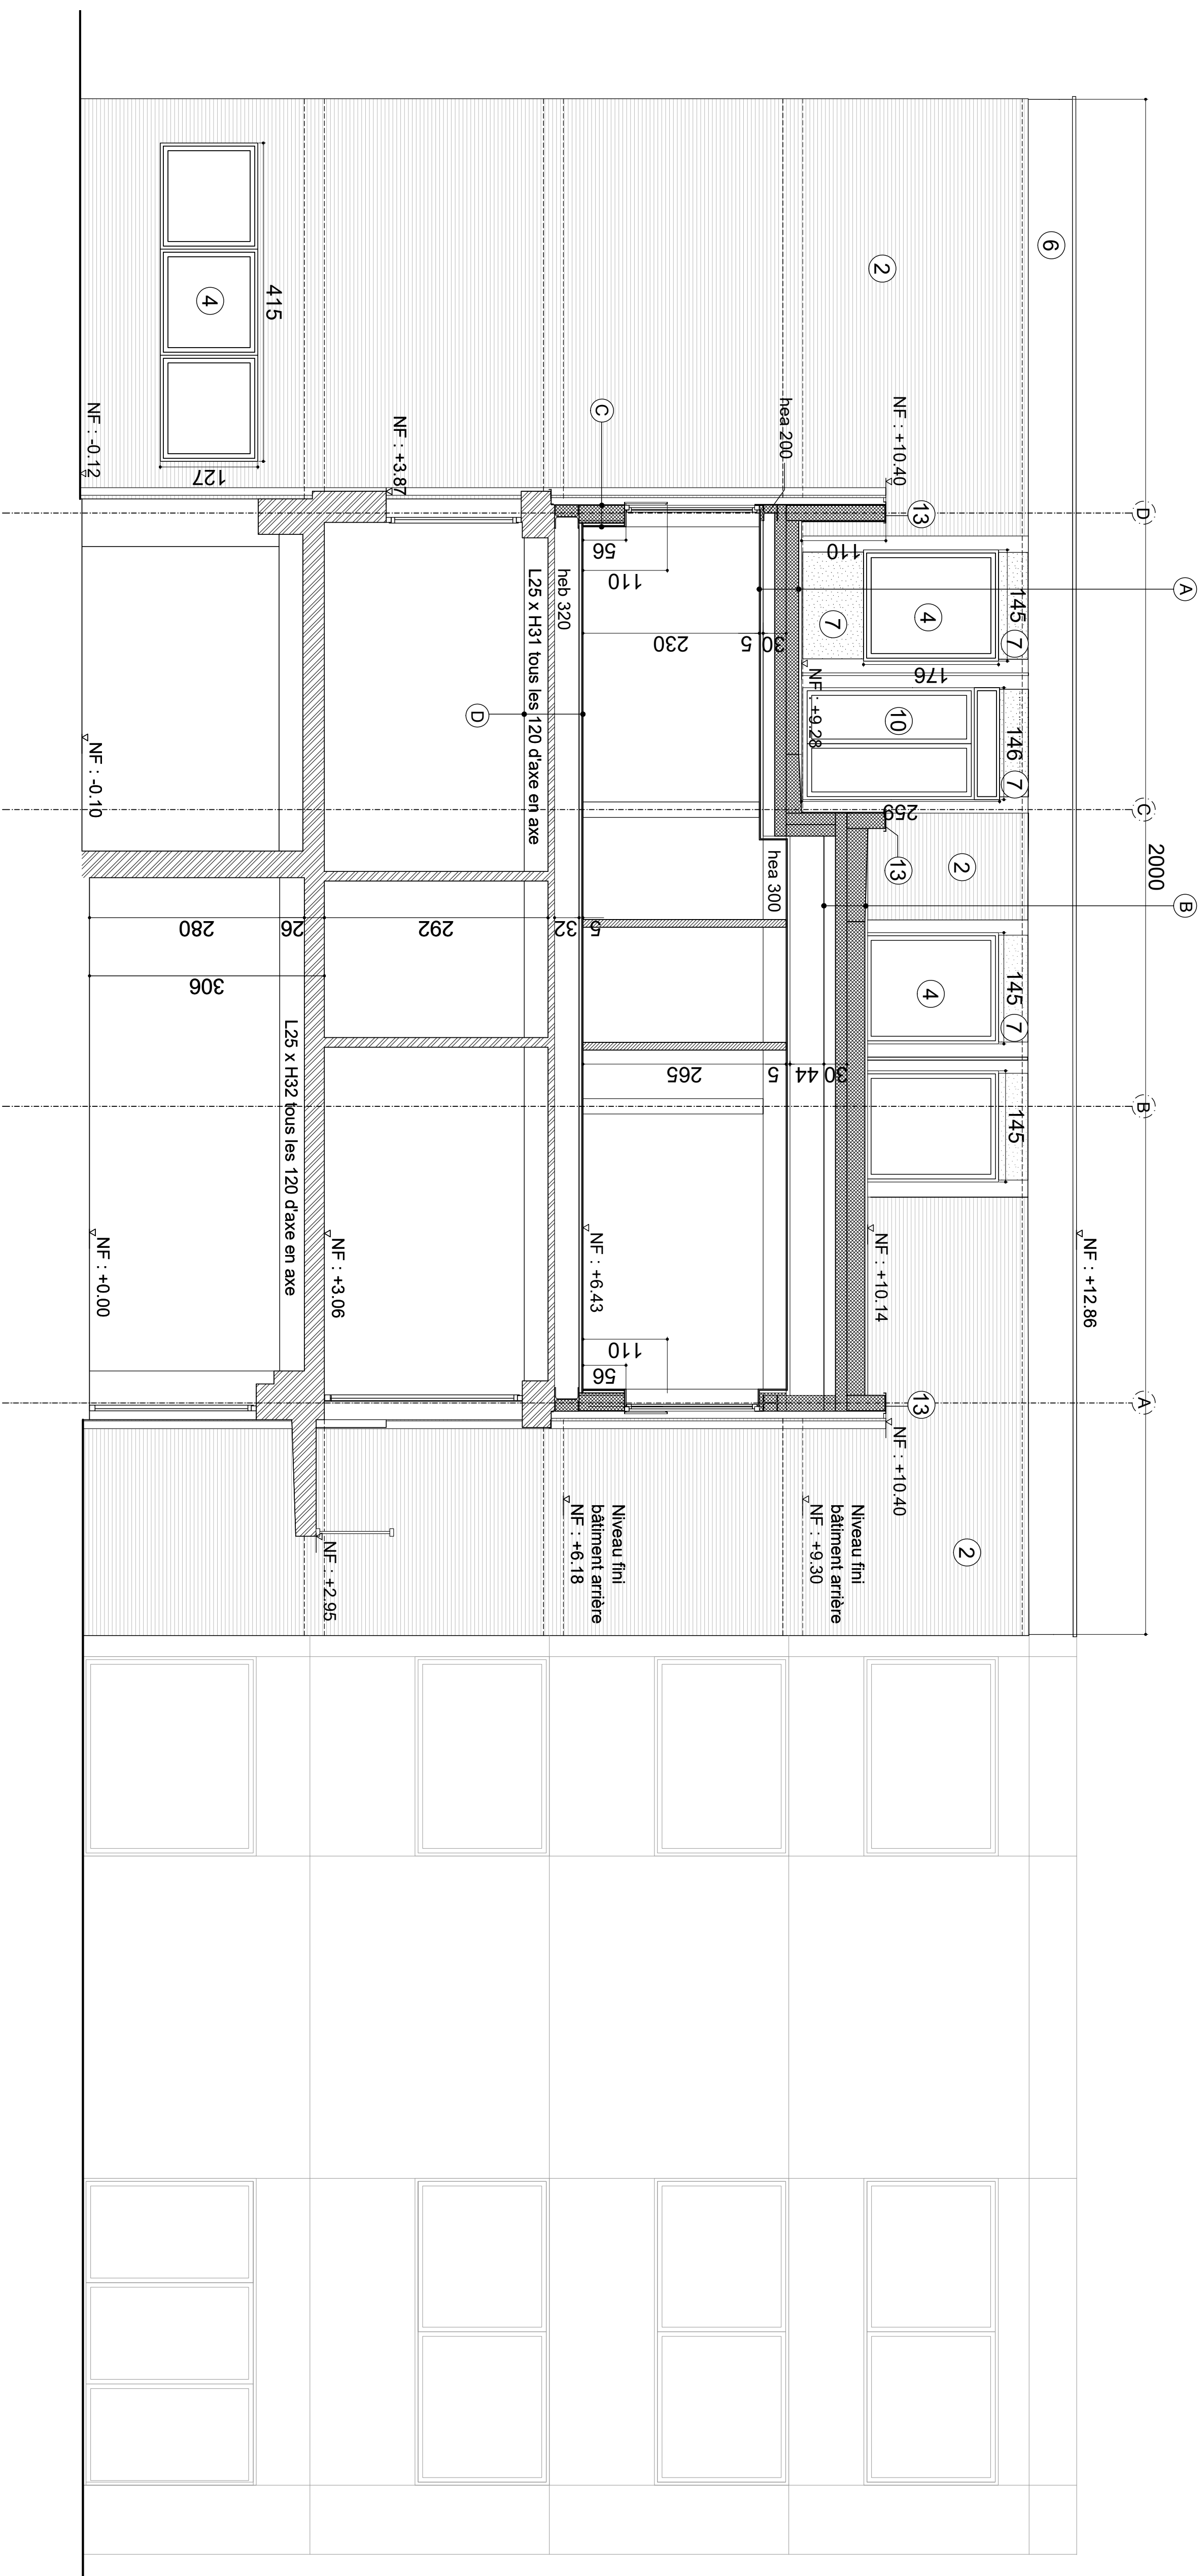 2000
D
C
B
A
A
B
6
NF : +12.86
2
145
7
4
7
176
146
7
10
259
NF : +9.28
2
145
7
4
145
NF : +10.14
2
NF : +10.40
13
110
13
13
NF : +10.40
hea 200
hea 300
Niveau fini
bâtiment arrière
NF : +9.30
30
5
230
110
56
30
44
5
265
110
56
C
D
NF : +6.43
heb 320
5
32
Niveau fini
bâtiment arrière
NF : +6.18
L25 x H31 tous les 120 d'axe en axe
NF : +3.87
292
NF : +3.06
NF : +2.95
L25 x H32 tous les 120 d'axe en axe
26
280
306
415
4
127
NF : -0.12
NF : -0.10
NF : +0.00